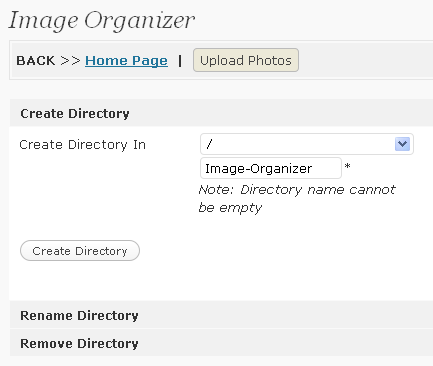 Image Organizer
BACK >> Home Page | Upload Photos
Create Directory
Create Directory In /
Image-Organizer *
Note: Directory name cannot
be empty
Create Directory
Rename Directory
Remove Directory